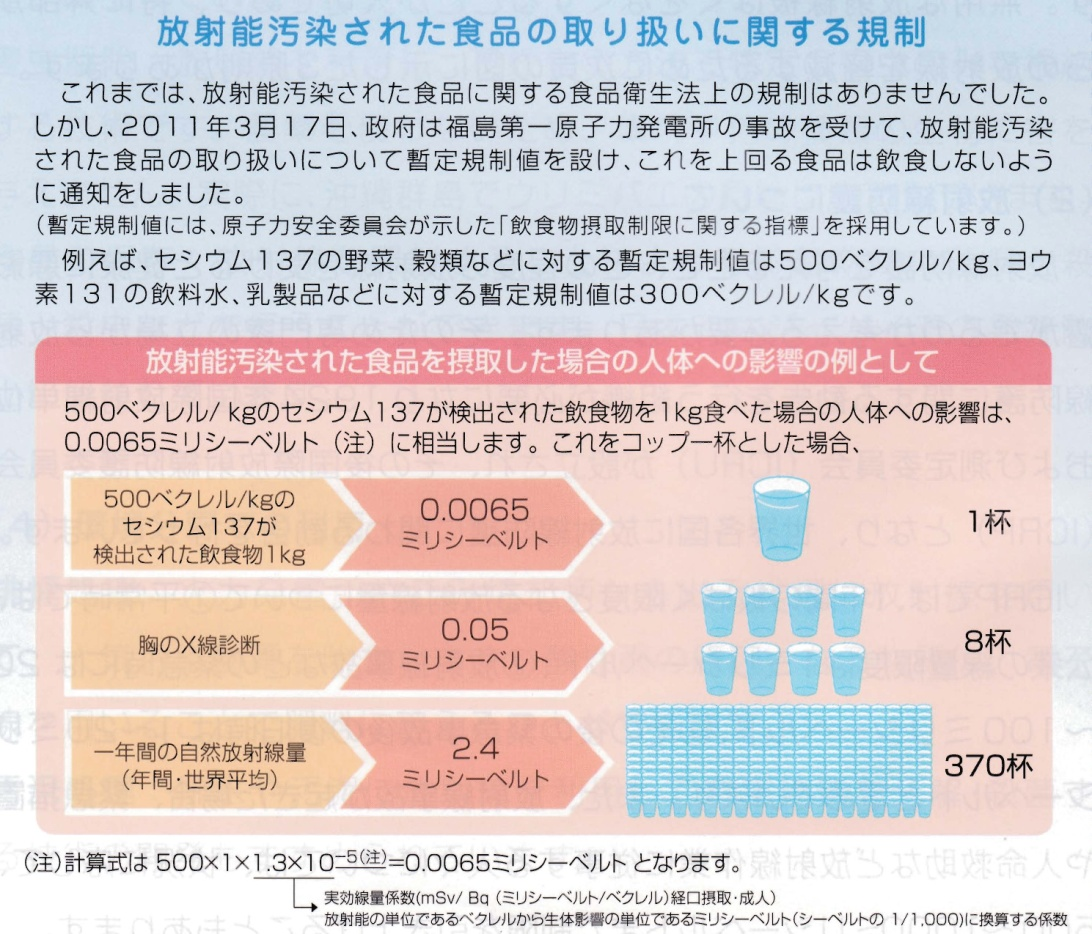 放射能汚染された食品の取り扱いに関する規制
これまでは、放射能汚染された食品に関する食品衛生法上の規制はありませんでした。
しかし、2011年3月17日、政府は福島第一原子力発電所の事故を受けて、放射能汚染
された食品の取り扱いについて暫定規制値を設け、これを上回る食品は飲食しないよう
に通知をしました。
(暫定規制値には、原子力安全委員会が示した「飲食物摂取制限に関する指標」を採用しています。)
例えば、セシウム137の野菜、穀類などに対する暫定規制値は500ベクレル/kg、ヨウ
素131の飲料水、乳製品などに対する暫定規制値は300ベクレル/kgです。
放射能汚染された食品を摂取した場合の人体への影響の例として
500ベクレル/ kgのセシウム137が検出された飲食物を1kg食べた場合の人体への影響は、
0.0065ミリシーベルト（注）に相当します。これをコップ一杯とした場合、
500ベクレル/kgの
セシウム137が
検出された飲食物1kg
0.0065
ミリシーベルト
1杯
胸のX線診断
0.05
ミリシーベルト
8杯
一年間の自然放射線量
(年間・世界平均)
2.4
ミリシーベルト
370杯
(注)計算式は 500×1×1.3×10⁻⁵⁽注⁾=0.0065ミリシーベルト となります。
実効線量係数(mSv/ Bq (ミリシーベルト/ベクレル)経口摂取・成人)
放射能の単位であるベクレルから生体影響の単位であるミリシーベルト(シーベルトの 1/1,000)に換算する係数